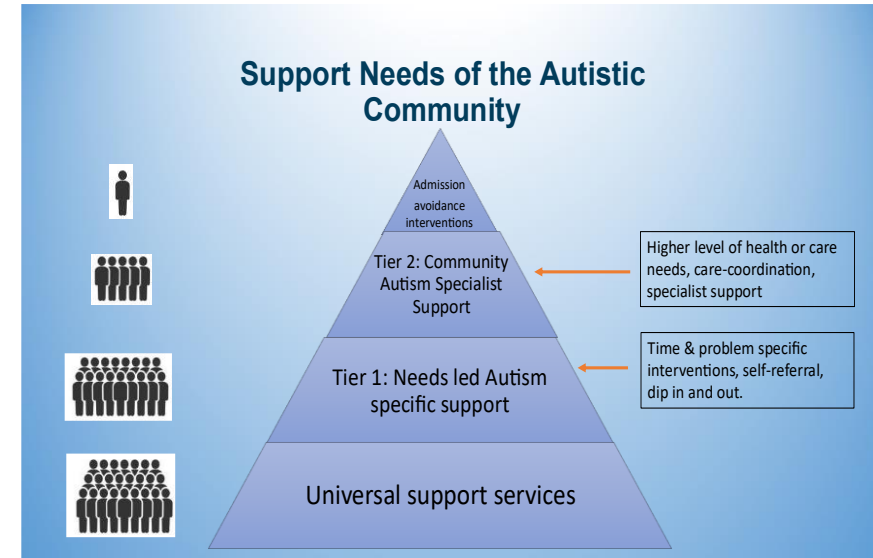 Support Needs of the Autistic
Community
Admission
avoidance
interventions
Tier 2: Community
Autism Specialist
Support
Higher level of health or care
needs, care-coordination,
specialist support
Tier 1: Needs led Autism
specific support
Time & problem specific
interventions, self-referral,
dip in and out.
Universal support services